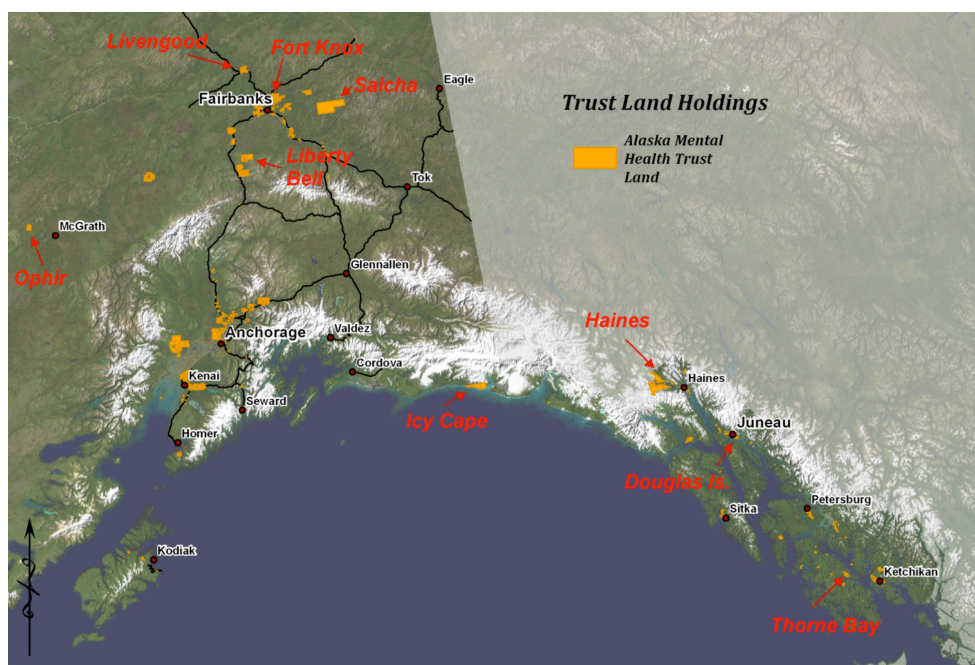 Livengood
Fort Knox
Salcha
Eagle
Fairbanks
Trust Land Holdings
Alaska Mental
Health Trust
Land
Liberty
Bell
Tok
McGrath
Ophir
Glennallen
Haines
Anchorage
Valdez
Cordova
Kenai
Haines
Seward
Icy Cape
Juneau
Homer
Douglas Is.
Petersburg
Sitka
Kodiak
Ketchikan
Thorne Bay